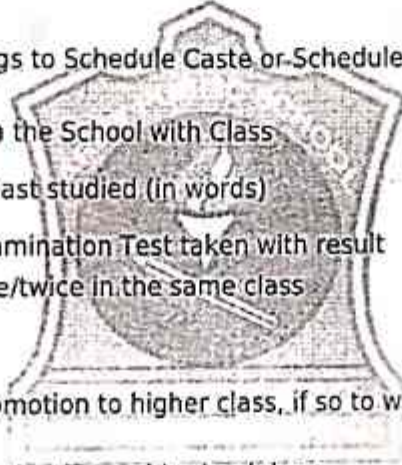 gs to Schedule Caste or Schedule
the School with Class
ast studied (in words)
amination Test taken with result
e/twice in the same class
omotion to higher class, if so to w